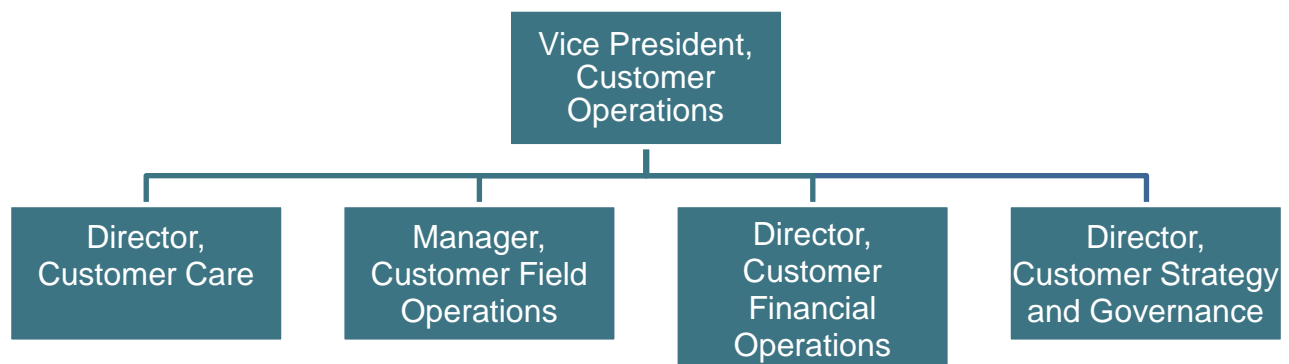 Vice President,
Customer
Operations
Director,
Customer Care
Manager,
Customer Field
Operations
Director,
Customer
Financial
Operations
Director,
Customer Strategy
and Governance